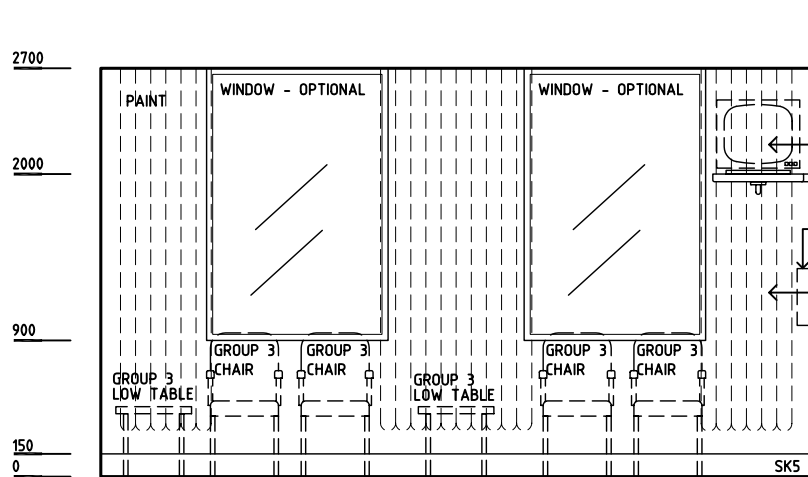 2700
WINDOW - OPTIONAL
WINDOW - OPTIONAL
PAINT
2000
900
GROUP 3
CHAIR
GROUP 3
CHAIR
GROUP 3
CHAIR
GROUP 3
CHAIR
GROUP 3
LOW TABLE
GROUP 3
LOW TABLE
150
0
SK5